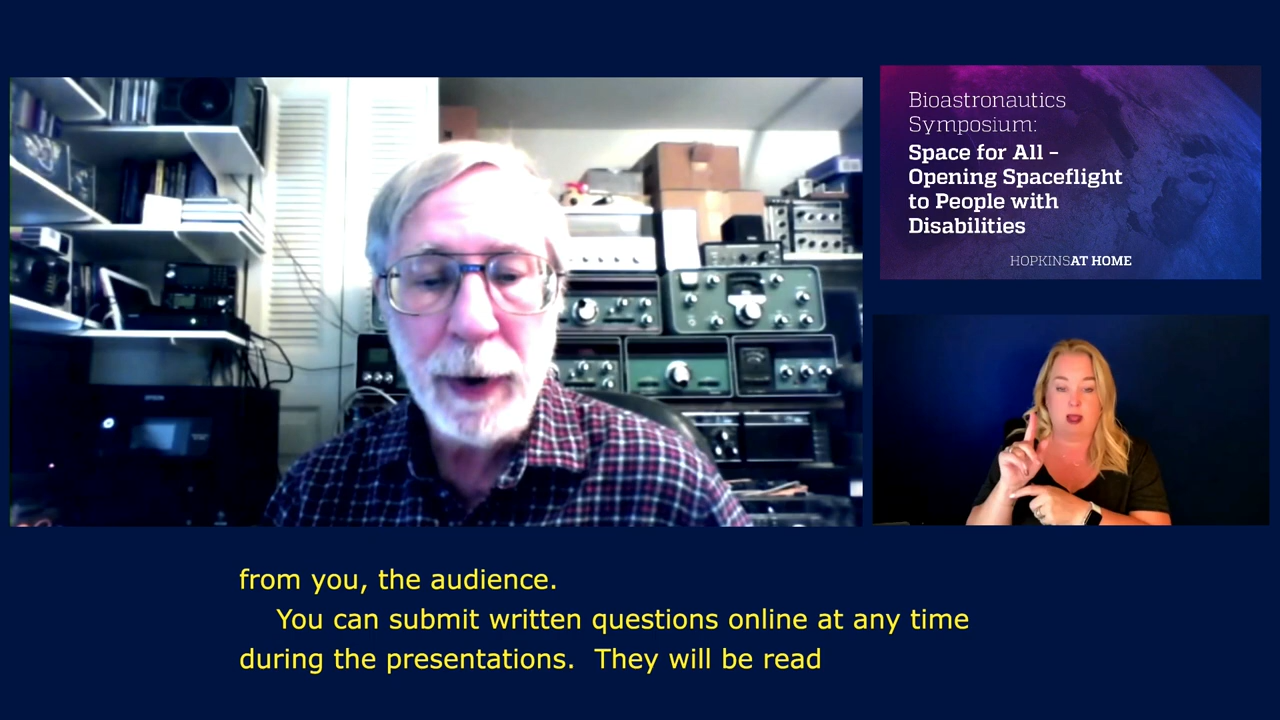 Bioastronautics
Symposium:
Space for All –
Opening Spaceflight
to People with
Disabilities
HOPKINSAT HOME
EPSON
from you, the audience.
You can submit written questions online at any time
during the presentations.  They will be read